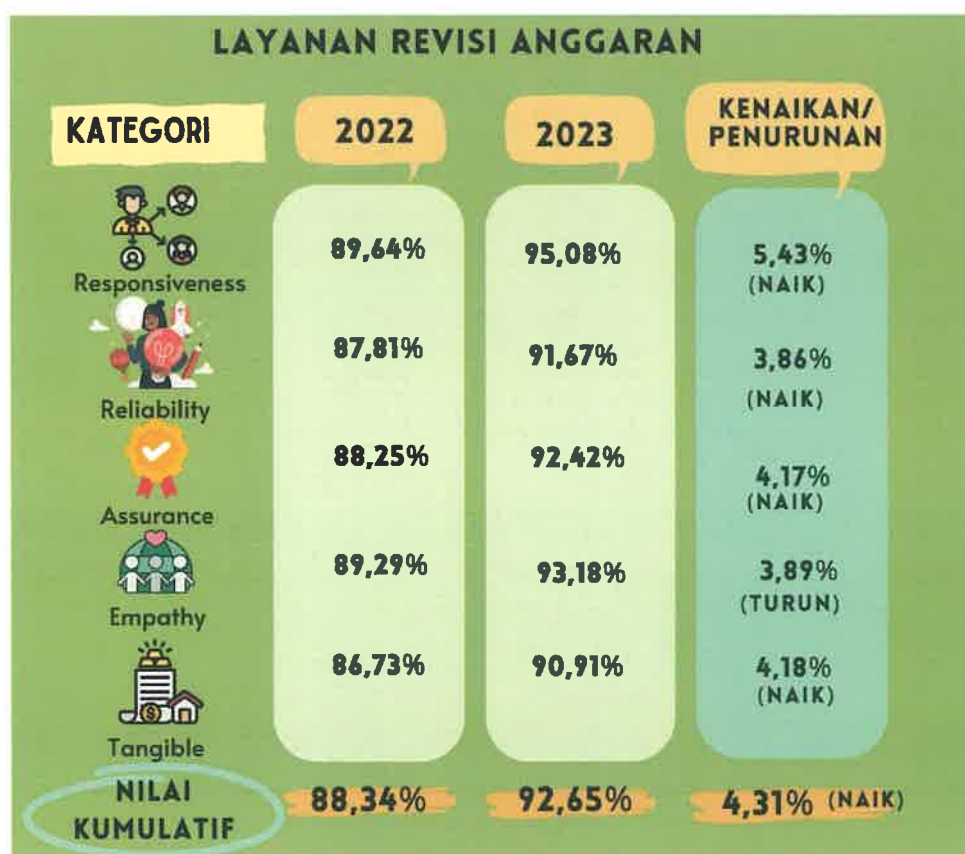 LAYANAN REVISI ANGGARAN
KATEGORI
2022
2023
KENAIKAN/
PENURUNAN
Responsiveness
89,64%
95,08%
5,43%
(NAIK)
Reliability
87,81%
91,67%
3,86%
(NAIK)
Assurance
88,25%
92,42%
4,17%
(NAIK)
Empathy
89,29%
93,18%
3,89%
(TURUN)
Tangible
86,73%
90,91%
4,18%
(NAIK)
NILAI
KUMULATIF
88,34%
92,65%
4,31% (NAIK)